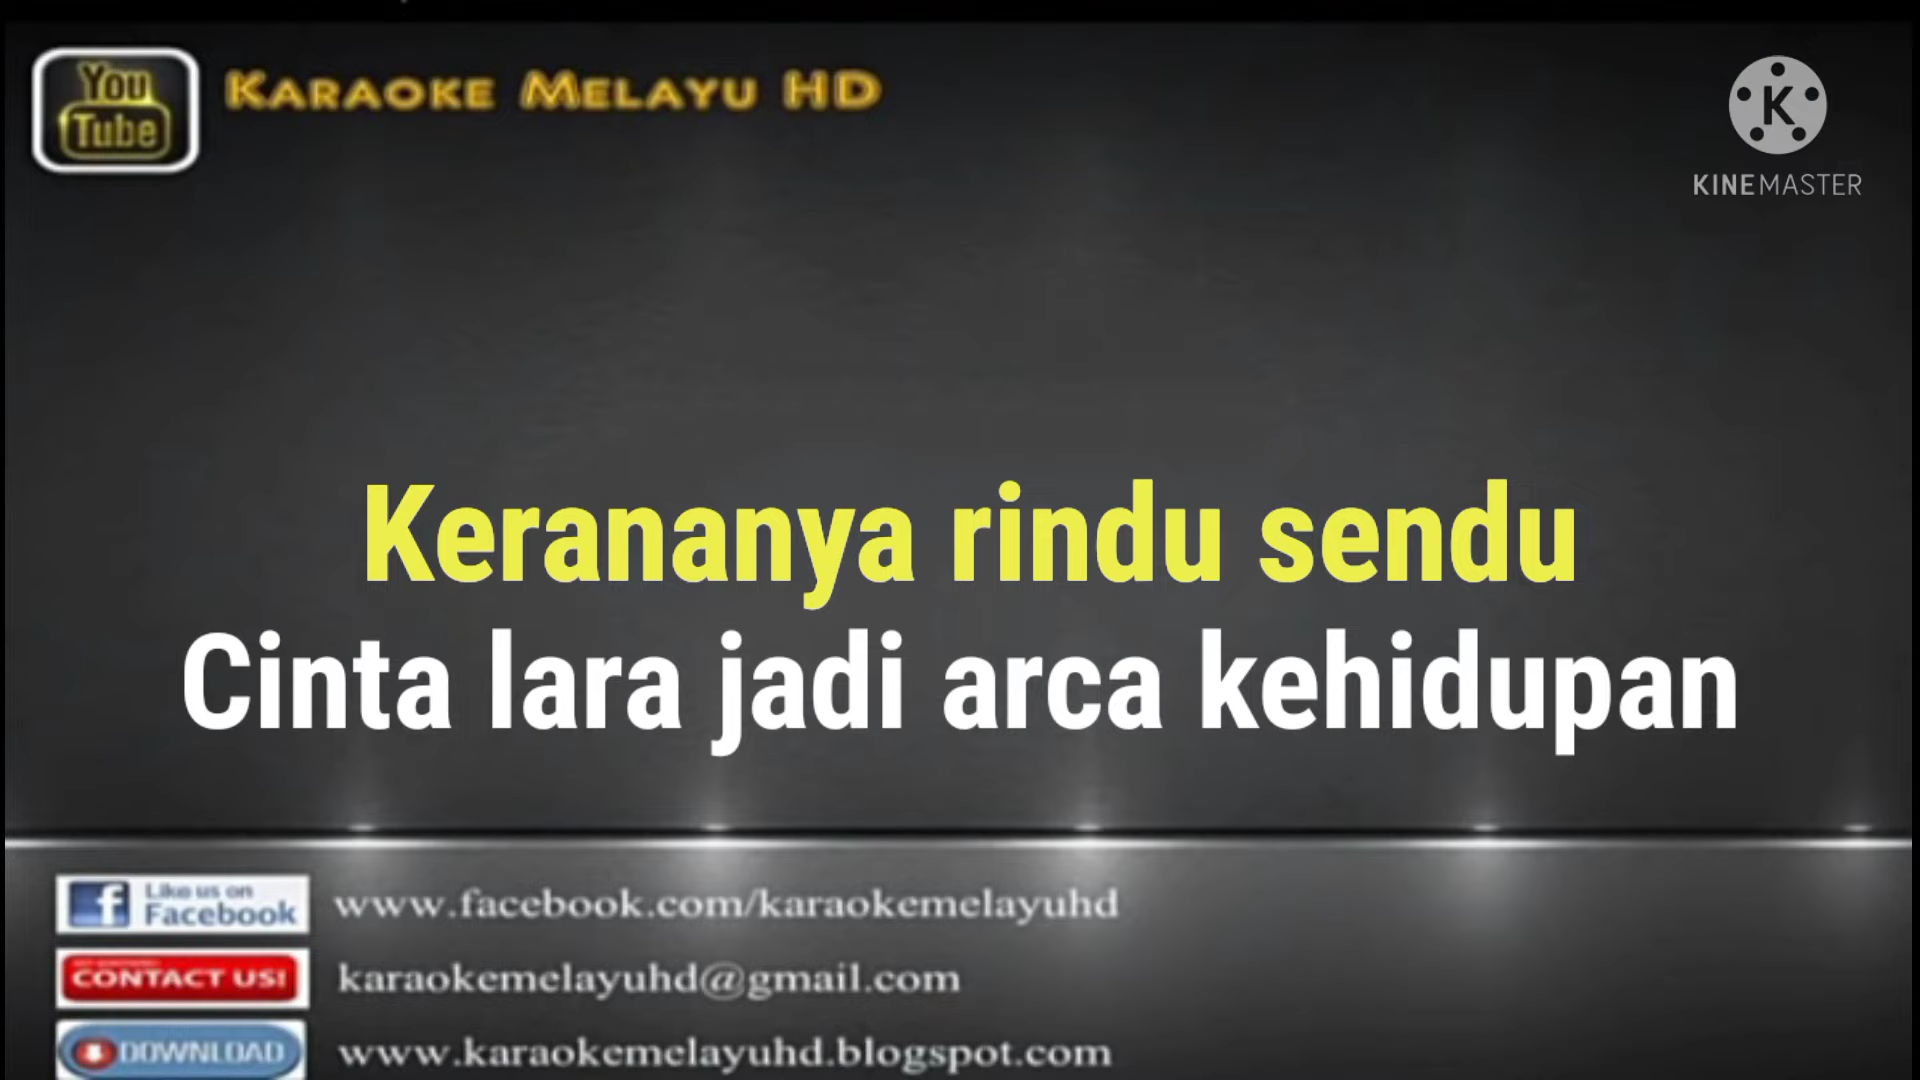 You
Tube
KARAOKE MELAYU HD
K
KINEMASTER
Kerananya rindu sendu
Cinta lara jadi arca kehidupan
Like us on
Facebook
www.facebook.com/karaokemelayuhd
CONTACT US!
karaokemelayuhd@gmail.com
DOWNLOAD
www.karaokemelayuhd.blogspot.com